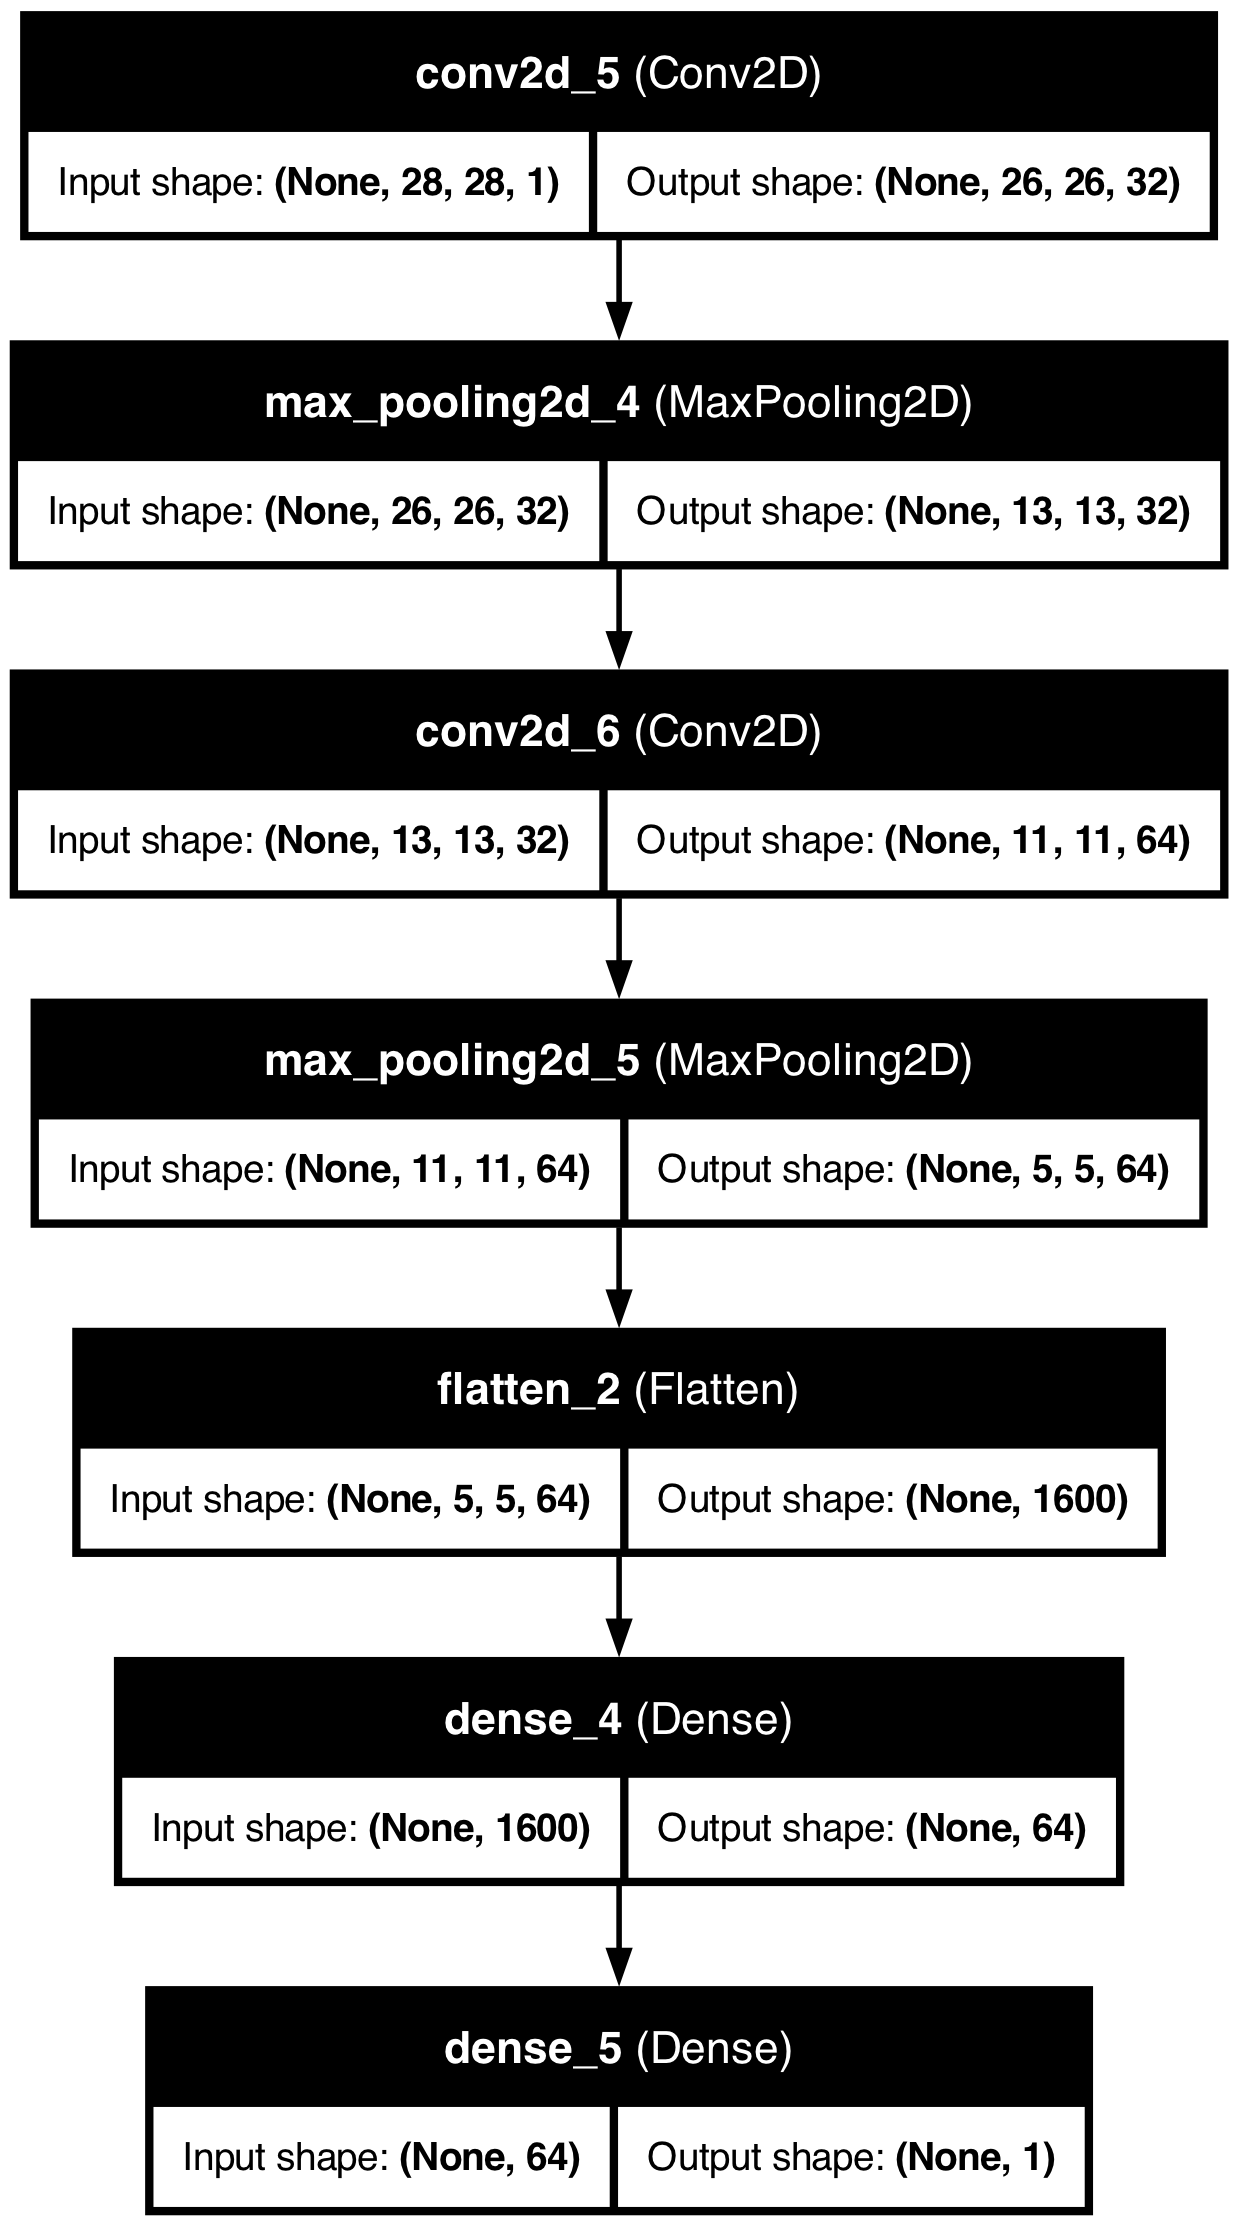 conv2d_5 (Conv2D)
Input shape: (None, 28, 28, 1) Output shape: (None, 26, 26, 32)
max_pooling2d_4 (MaxPooling2D)
Input shape: (None, 26, 26, 32) Output shape: (None, 13, 13, 32)
conv2d_6 (Conv2D)
Input shape: (None, 13, 13, 32) Output shape: (None, 11, 11, 64)
max_pooling2d_5 (MaxPooling2D)
Input shape: (None, 11, 11, 64) Output shape: (None, 5, 5, 64)
flatten_2 (Flatten)
Input shape: (None, 5, 5, 64) Output shape: (None, 1600)
dense_4 (Dense)
Input shape: (None, 1600) Output shape: (None, 64)
dense_5 (Dense)
Input shape: (None, 64) Output shape: (None, 1)